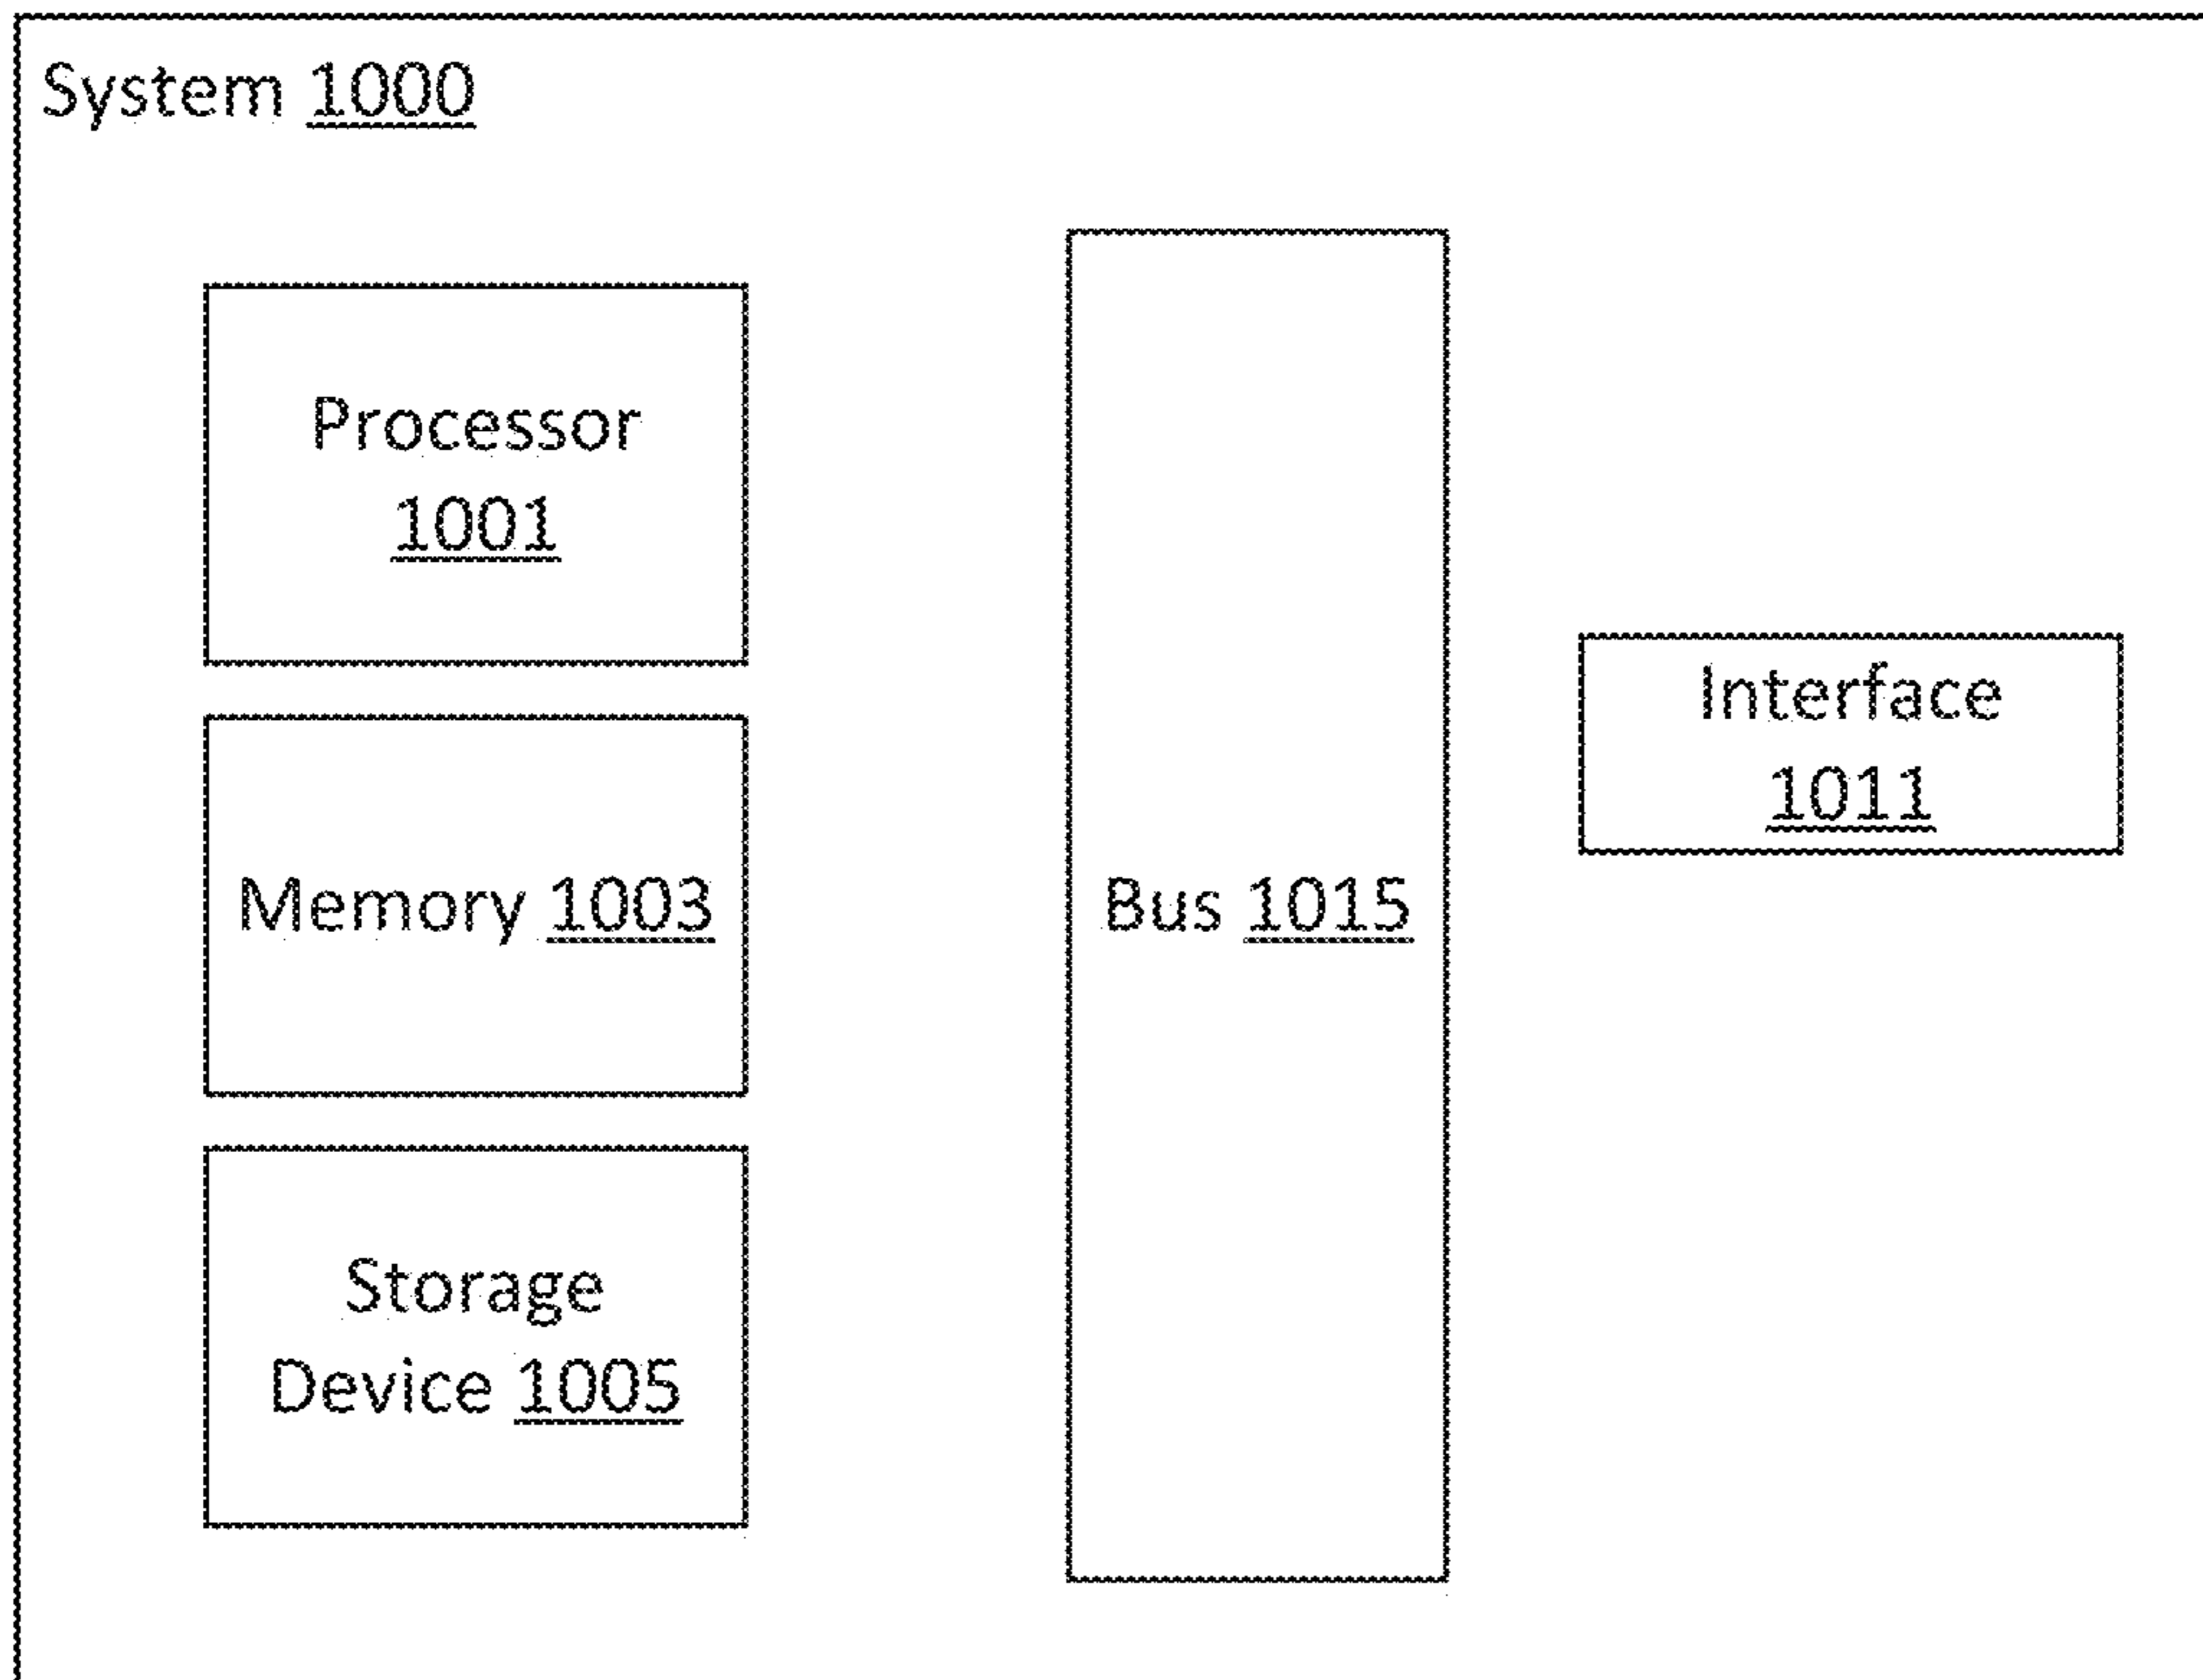 System 1000
Processor
1001
Memory 1003
Storage
Device 1005
Bus 1015
Interface
1011